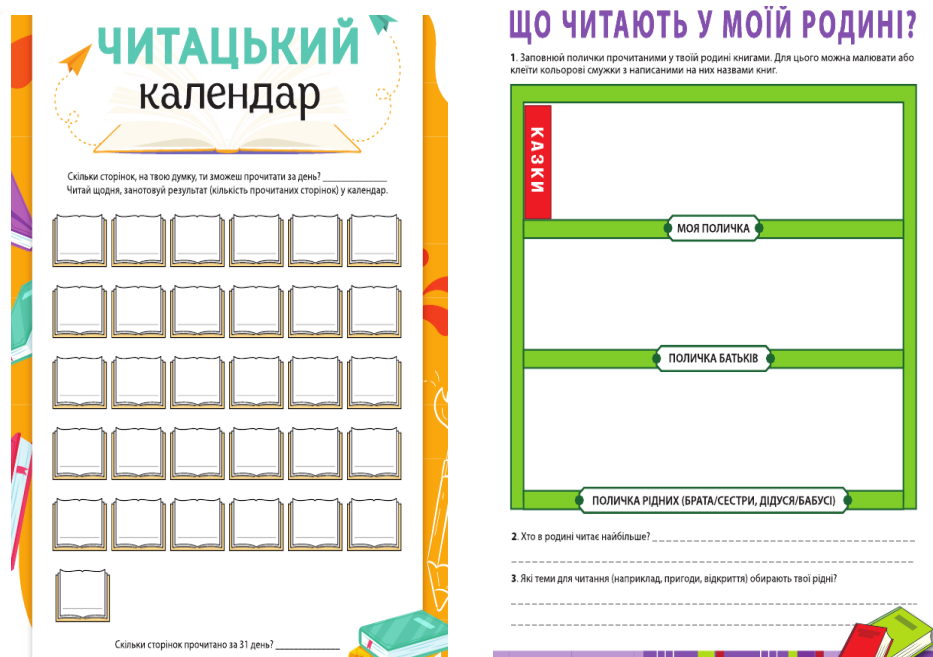 ЧИТАЦЬКИЙ
календар
Скільки сторінок, на твою думку, ти зможеш прочитати за день? _____________
Читай щодня, занотовуй результат (кількість прочитаних сторінок) у календар.
Скільки сторінок прочитано за 31 день? _____________
ЩО ЧИТАЮТЬ У МОЇЙ РОДИНІ?
1. Заповнюй полички прочитаними у твоїй родині книгами. Для цього можна малювати або
клеїти кольорові смужки з написаними на них назвами книг.
КАЗКИ
МОЯ ПОЛИЧКА
ПОЛИЧКА БАТЬКІВ
ПОЛИЧКА РІДНИХ (БРАТА/СЕСТРИ, ДІДУСЯ/БАБУСІ)
2. Хто в родині читає найбільше? _____________
3. Які теми для читання (наприклад, пригоди, відкриття) обирають твої рідні?